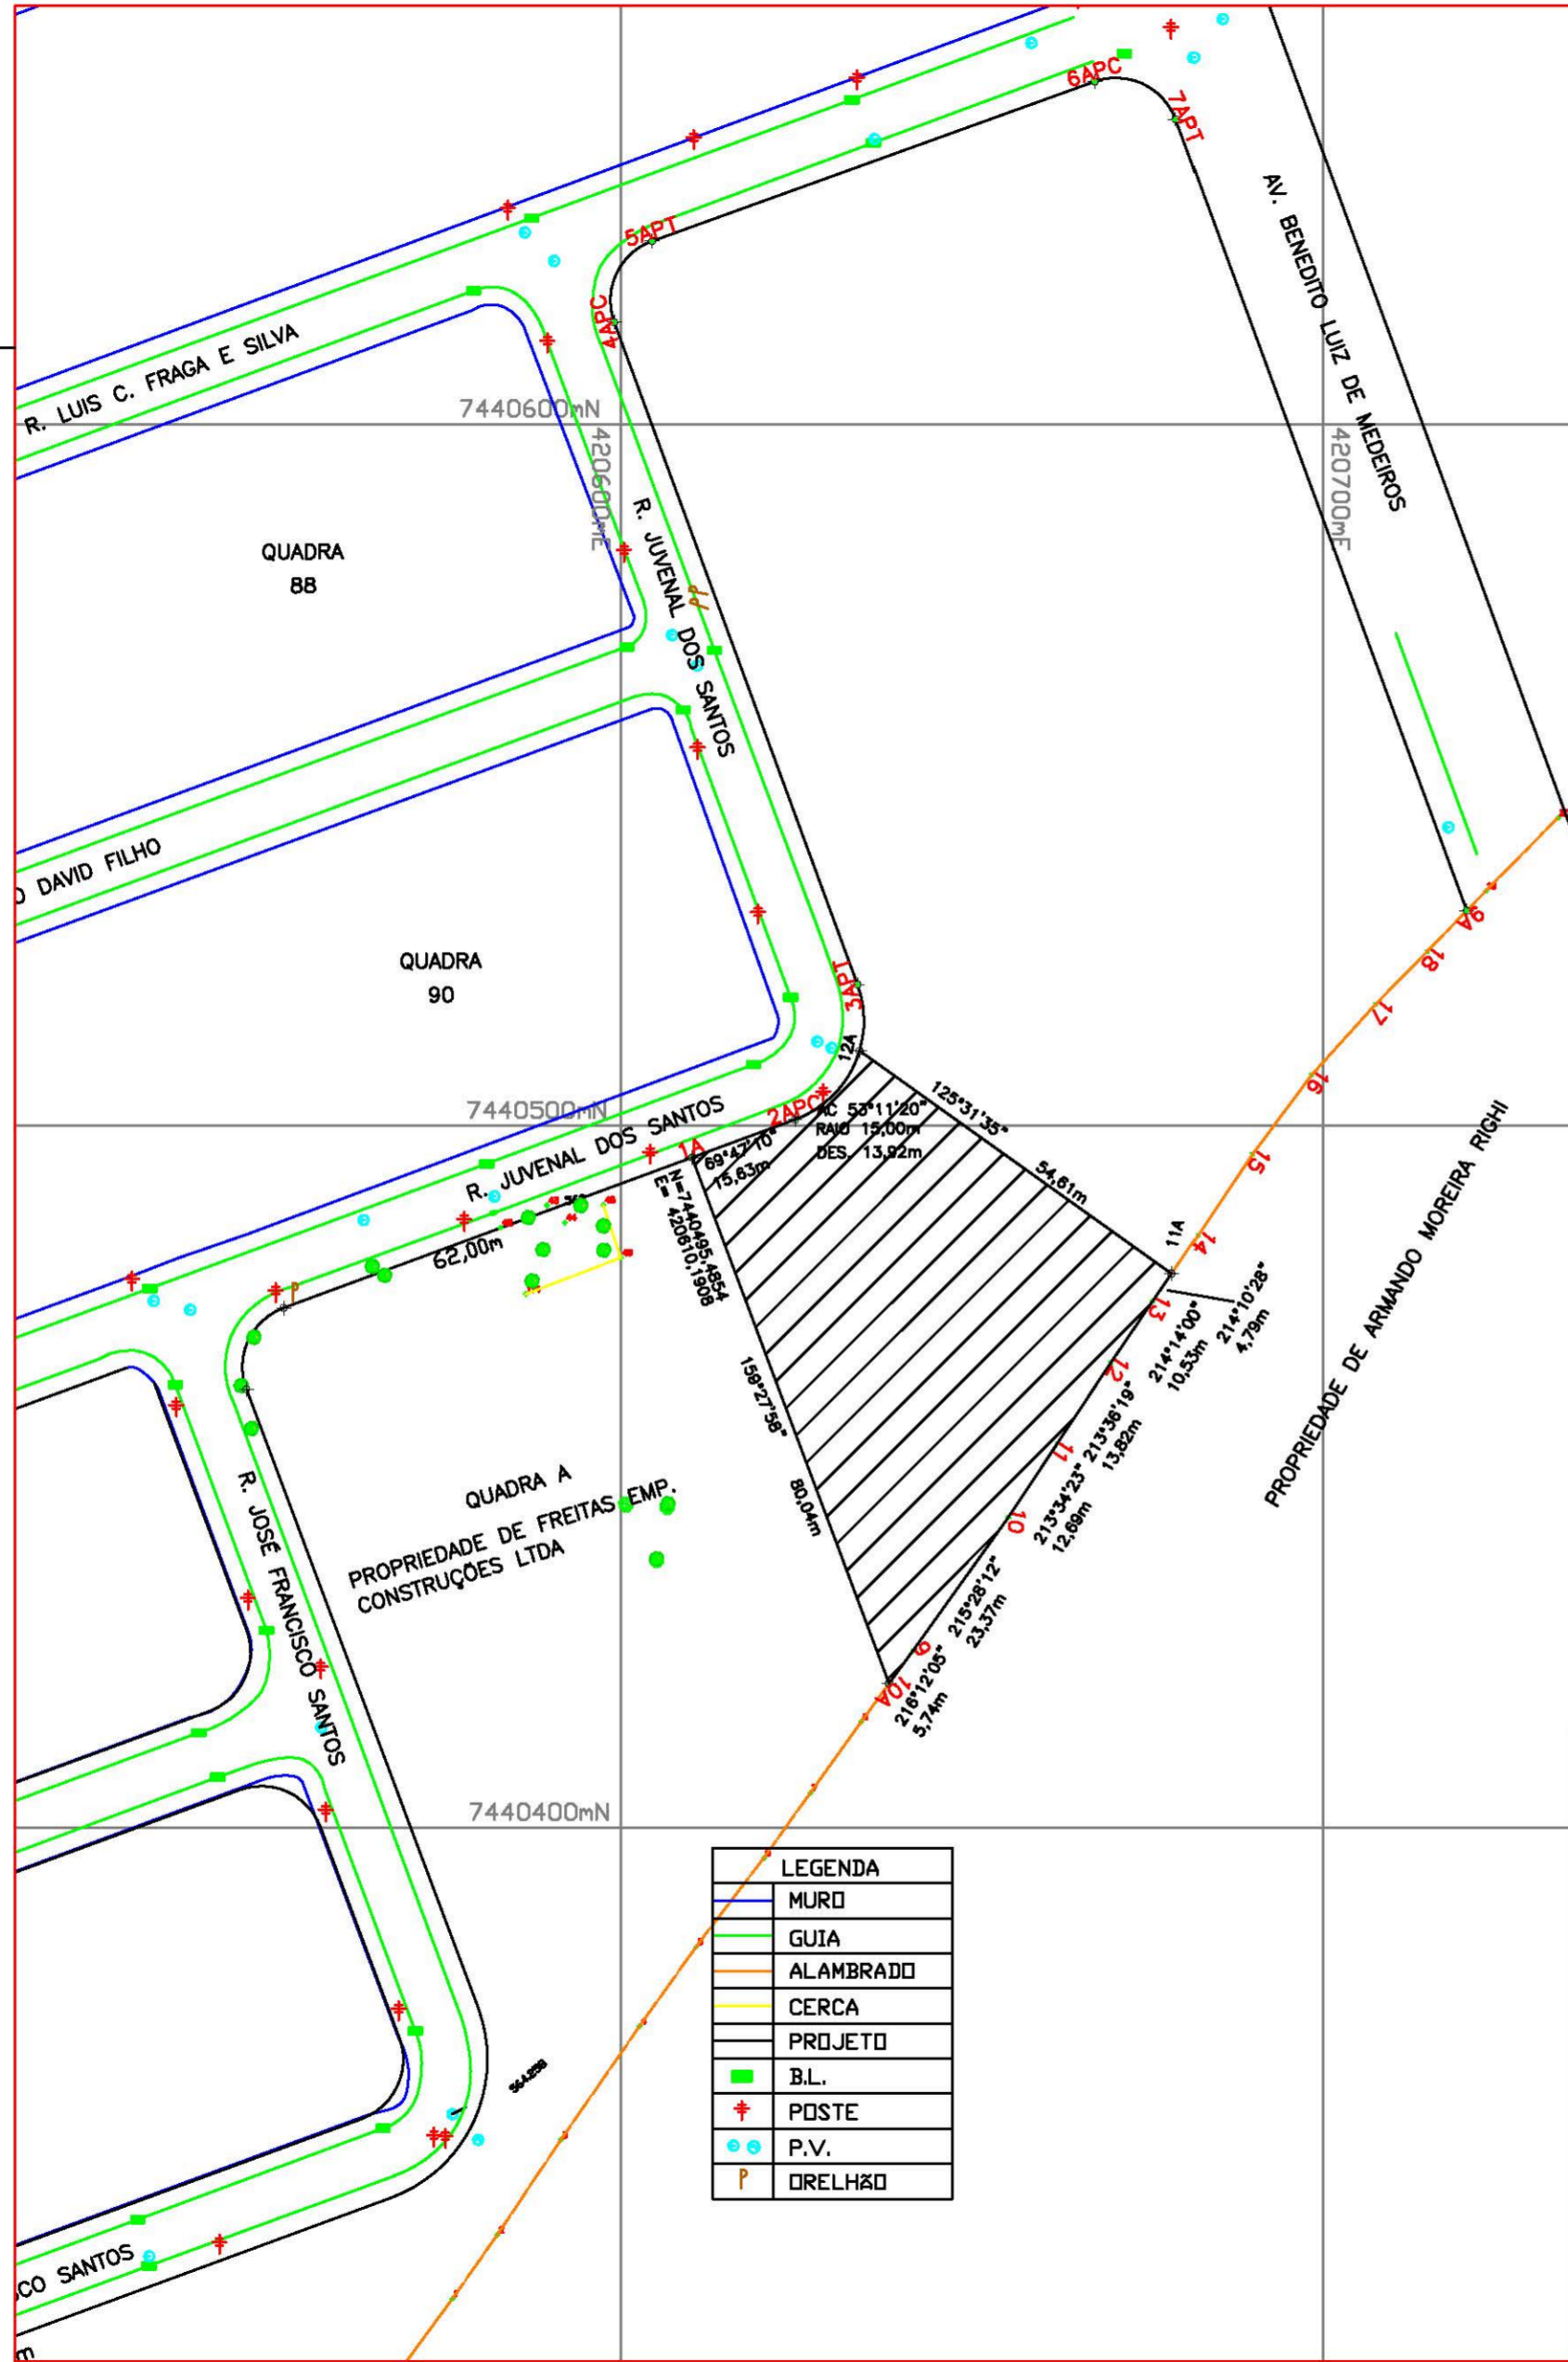 6APC
7APT
5APT
4APC
AV. BENEDITO LUIZ DE MEDEIROS
R. LUIS C. FRAGA E SILVA
7440600mN
420600mE
420700mE
R. JUVENAL DOS SANTOS
PP
QUADRA
88
DAVID FILHO
QUADRA
90
3APT
12A
9A
18
17
16
15
14
7440500mN
2APC
1A
R. JUVENAL DOS SANTOS
AC 53°11'20"
RAIO 15,00m
DES. 13,92m
125°31'35"
54,61m
69°47'10"
15,63m
N=7440495.4854
E= 420610,1908
62,00m
P
11A
13
12
11
10
9
10A
214°10'28"
4,79m
214°14'00"
10,53m
213°36'19"
13,82m
213°34'23"
12,69m
215°28'12"
23,37m
216°12'05"
5,74m
159°27'58"
80,04m
PROPRIEDADE DE ARMANDO MOREIRA RIGHI
QUADRA A
PROPRIEDADE DE FREITAS EMP.
CONSTRUÇÕES LTDA
R. JOSÉ FRANCISCO SANTOS
7440400mN
LEGENDA
MURO
GUIA
ALAMBRADO
CERCA
PROJETO
B.L.
POSTE
P.V.
P ORELHÃO
SANTOS